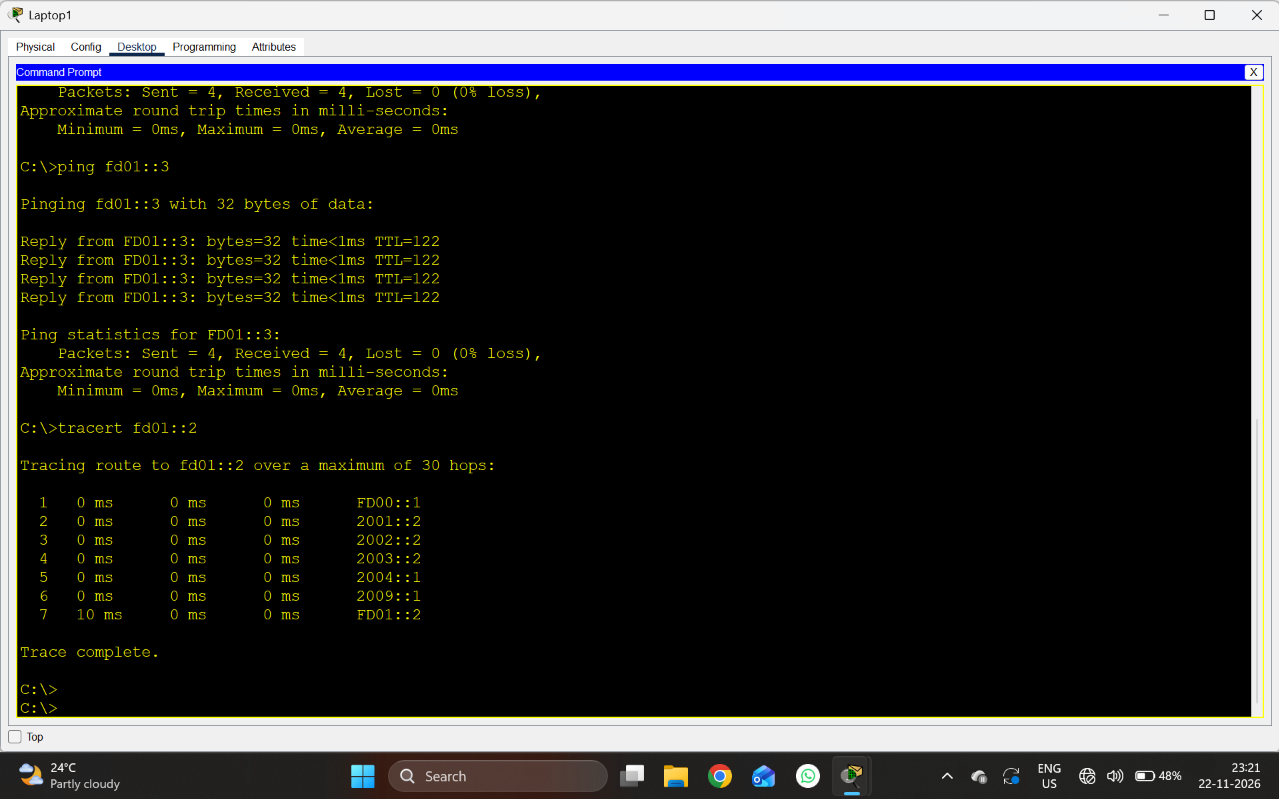 Laptop1
Physical Config Desktop Programming Attributes
Command Prompt
X
Packets: Sent = 4, Received = 4, Lost = 0 (0% loss),
Approximate round trip times in milli-seconds:
Minimum = 0ms, Maximum = 0ms, Average = 0ms
C:\>ping fd01::3
Pinging fd01::3 with 32 bytes of data:
Reply from FD01::3: bytes=32 time<1ms TTL=122
Reply from FD01::3: bytes=32 time<1ms TTL=122
Reply from FD01::3: bytes=32 time<1ms TTL=122
Reply from FD01::3: bytes=32 time<1ms TTL=122
Ping statistics for FD01::3:
Packets: Sent = 4, Received = 4, Lost = 0 (0% loss),
Approximate round trip times in milli-seconds:
Minimum = 0ms, Maximum = 0ms, Average = 0ms
C:\>tracert fd01::2
Tracing route to fd01::2 over a maximum of 30 hops:
1 0 ms 0 ms 0 ms FD00::1
2 0 ms 0 ms 0 ms 2001::2
3 0 ms 0 ms 0 ms 2002::2
4 0 ms 0 ms 0 ms 2003::2
5 0 ms 0 ms 0 ms 2004::1
6 0 ms 0 ms 0 ms 2009::1
7 10 ms 0 ms 0 ms FD01::2
Trace complete.
C:\>
C:\>
Top
24°C
Partly cloudy
Search
ENG
US
48%
23:21
22-11-2026